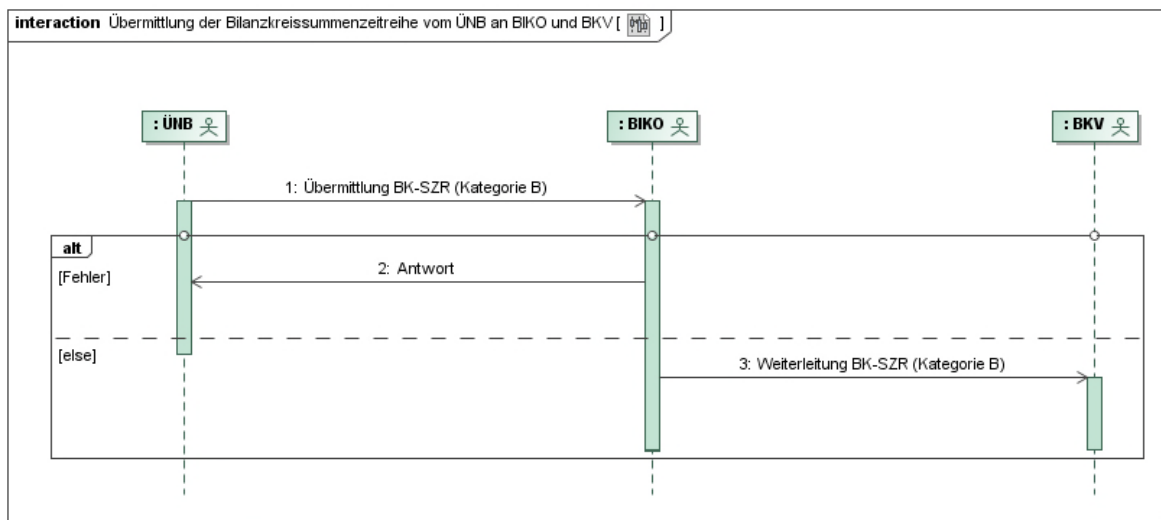 interaction Übermittlung der Bilanzkreissummenzeitreihe vom ÜNB an BIKO und BKV [ ]
: ÜNB
: BIKO
: BKV
1: Übermittlung BK-SZR (Kategorie B)
alt
[Fehler]
2: Antwort
[else]
3: Weiterleitung BK-SZR (Kategorie B)